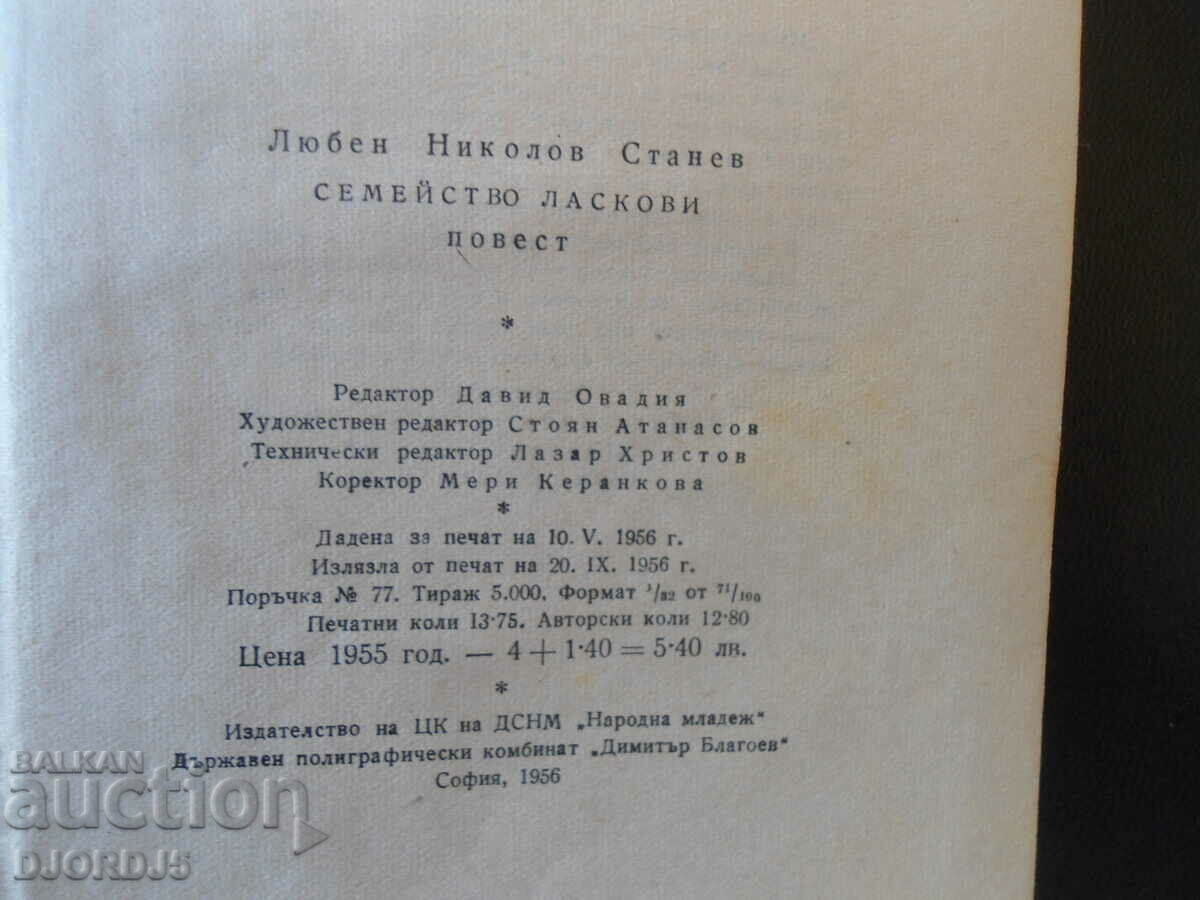 Любен Николов Станев
СЕМЕЙСТВО ЛАСКОВИ
повест
*
Редактор Давид Овадия
Художествен редактор Стоян Атанасов
Технически редактор Лазар Христов
Коректор Мери Керанкова
*
Дадена за печат на 10. V. 1956 г.
Излязла от печат на 20. IX. 1956 г.
Поръчка № 77. Тираж 5.000. Формат 1/32 от 71/100
Печатни коли 13·75. Авторски коли 12·80
Цена 1955 год. — 4 + 1·40 = 5·40 лв.
*
Издателство на ЦК на ДСНМ „Народна младеж“
Държавен полиграфически комбинат „Димитър Благоев“
София, 1956
BALKAN
auction
DJORDJ5